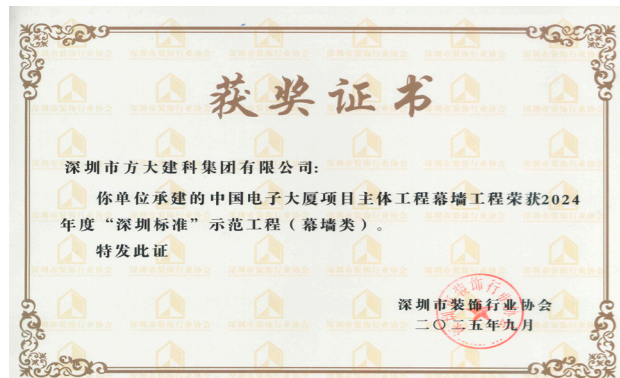 获奖证书
深圳市方大建科集团有限公司:
你单位承建的中国电子大厦项目主体工程幕墙工程荣获2024
年度“深圳标准”示范工程（幕墙类）。
特发此证
深圳市装饰行业协会
二〇二五年九月